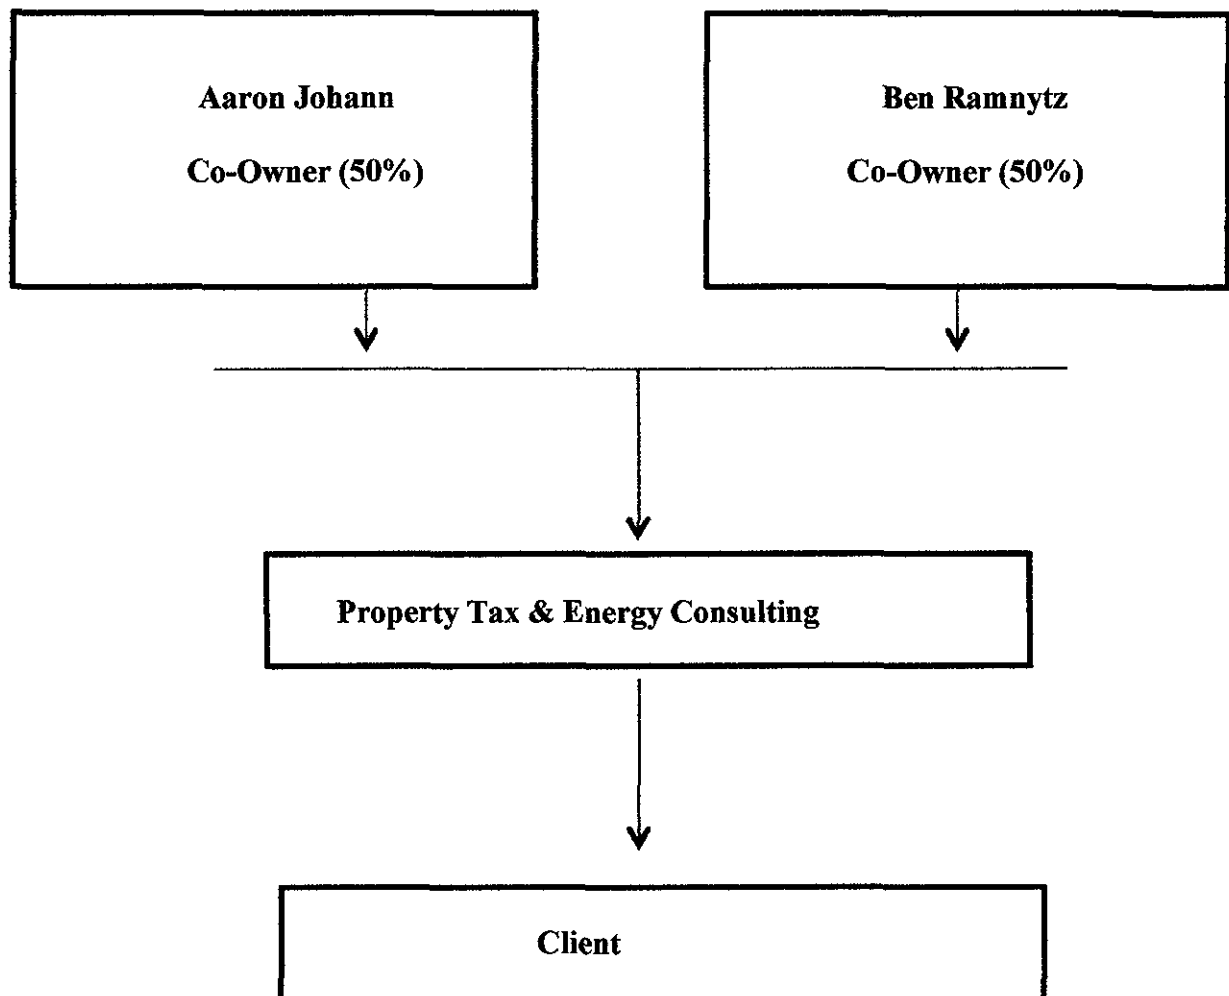 Aaron Johann
Co-Owner (50%)
Ben Ramnytz
Co-Owner (50%)
Property Tax & Energy Consulting
Client